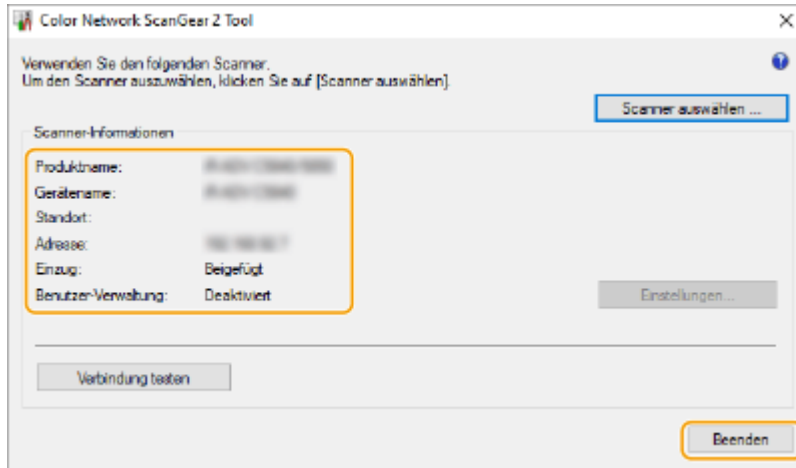 Color Network ScanGear 2 Tool
Verwenden Sie den folgenden Scanner.
Um den Scanner auszuwählen, klicken Sie auf [Scanner auswählen].
Scanner auswählen ...
Scanner-Informationen
Produktname:
Gerätename:
Standort:
Adresse:
Einzug: Beigefügt
Benutzer-Verwaltung: Deaktiviert
Einstellungen...
Verbindung testen
Beenden